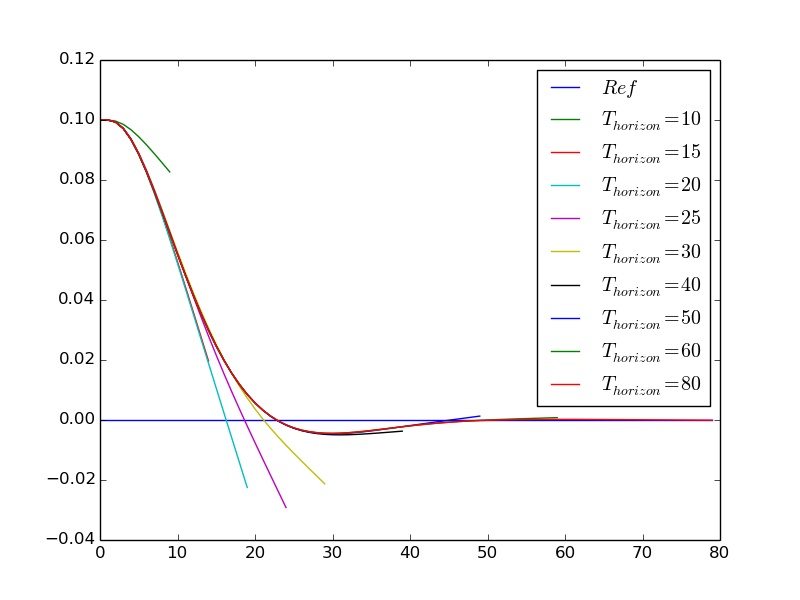 0.12
0.10
0.08
0.06
0.04
0.02
0.00
−0.02
−0.04
0 10 20 30 40 50 60 70 80
Ref
T_horizon=10
T_horizon=15
T_horizon=20
T_horizon=25
T_horizon=30
T_horizon=40
T_horizon=50
T_horizon=60
T_horizon=80